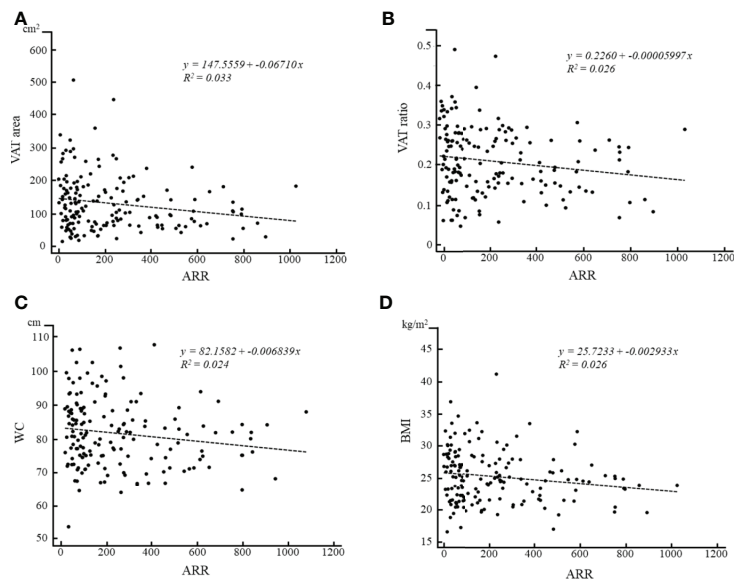 A
cm²
600
500
400
300
200
100
0
VAT area
y = 147.5559 + -0.06710x
R² = 0.033
0 200 400 600 800 1000 1200
ARR
B
0.5
0.4
0.3
0.2
0.1
0
VAT ratio
y = 0.2260 + -0.00005997x
R² = 0.026
0 200 400 600 800 1000 1200
ARR
C
cm
110
100
90
80
70
60
50
WC
y = 82.1582 + -0.006839x
R² = 0.024
0 200 400 600 800 1000 1200
ARR
D
kg/m²
45
40
35
30
25
20
15
BMI
y = 25.7233 + -0.002933x
R² = 0.026
0 200 400 600 800 1000 1200
ARR